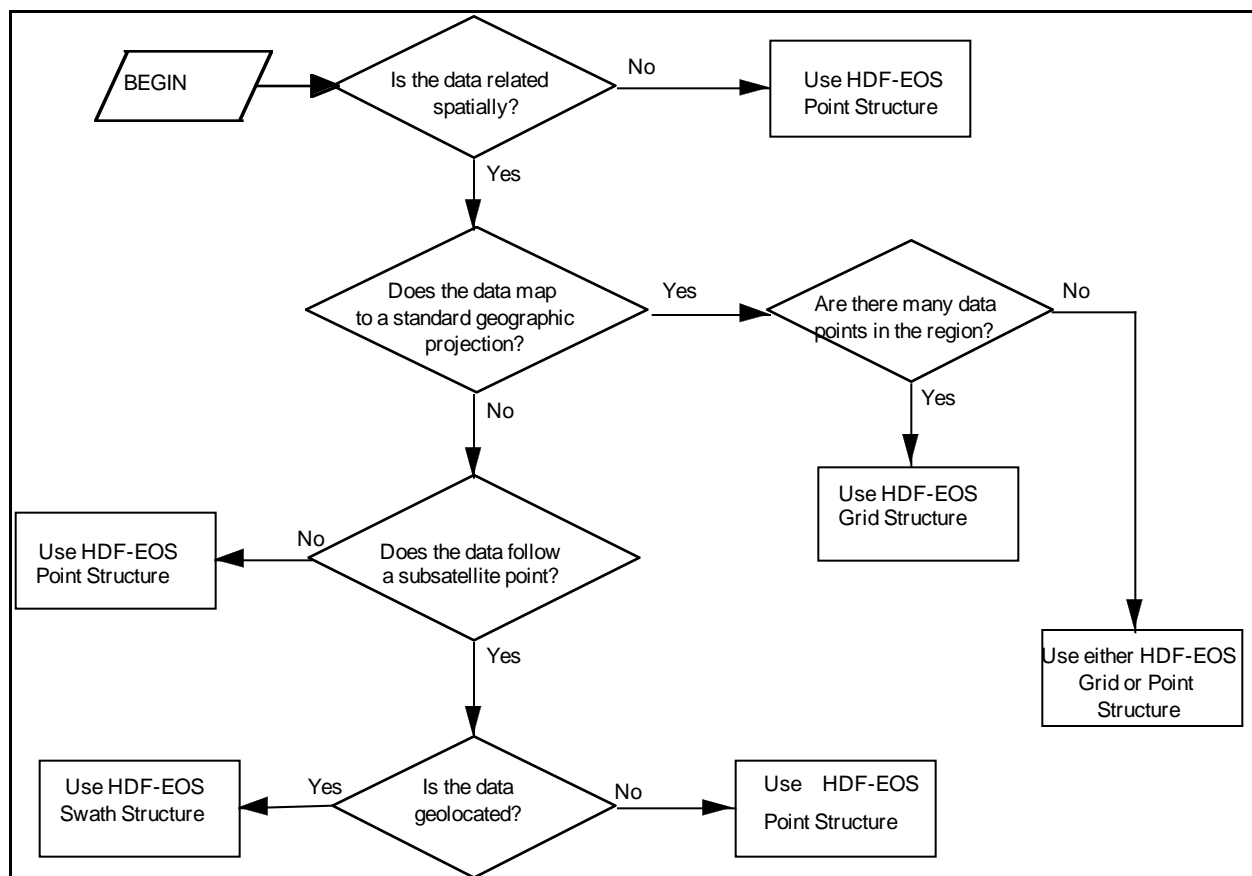 BEGIN
Is the data related
spatially?
No
Use HDF-EOS
Point Structure
Yes
Does the data map
to a standard geographic
projection?
Yes
Are there many data
points in the region?
No
No
Yes
Use HDF-EOS
Grid Structure
Use HDF-EOS
Point Structure
No
Does the data follow
a subsatellite point?
Use either HDF-EOS
Grid or Point
Structure
Yes
Use HDF-EOS
Swath Structure
Yes
Is the data
geolocated?
No
Use HDF-EOS
Point Structure